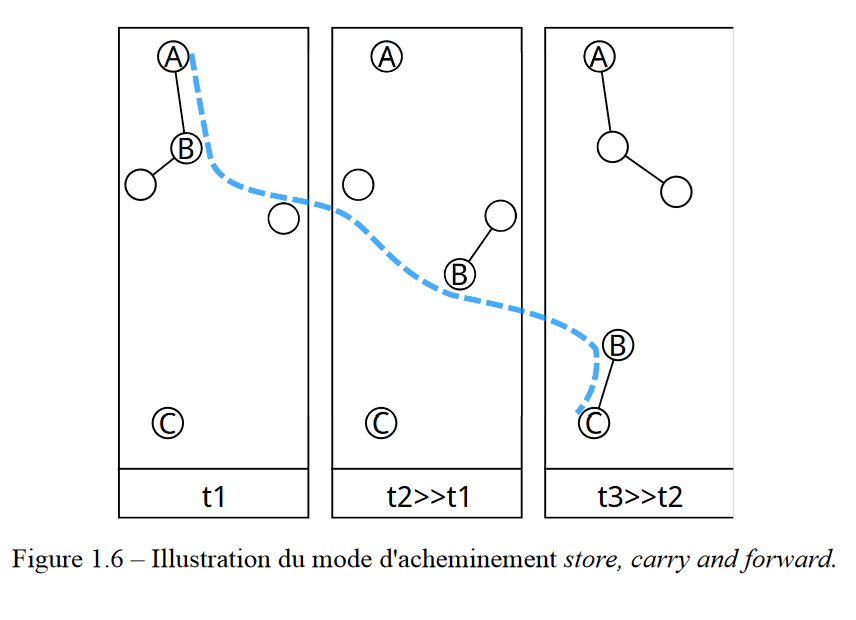 A
A
A
B
B
B
C
C
C
t1
t2>>t1
t3>>t2
Figure 1.6 – Illustration du mode d'acheminement store, carry and forward.